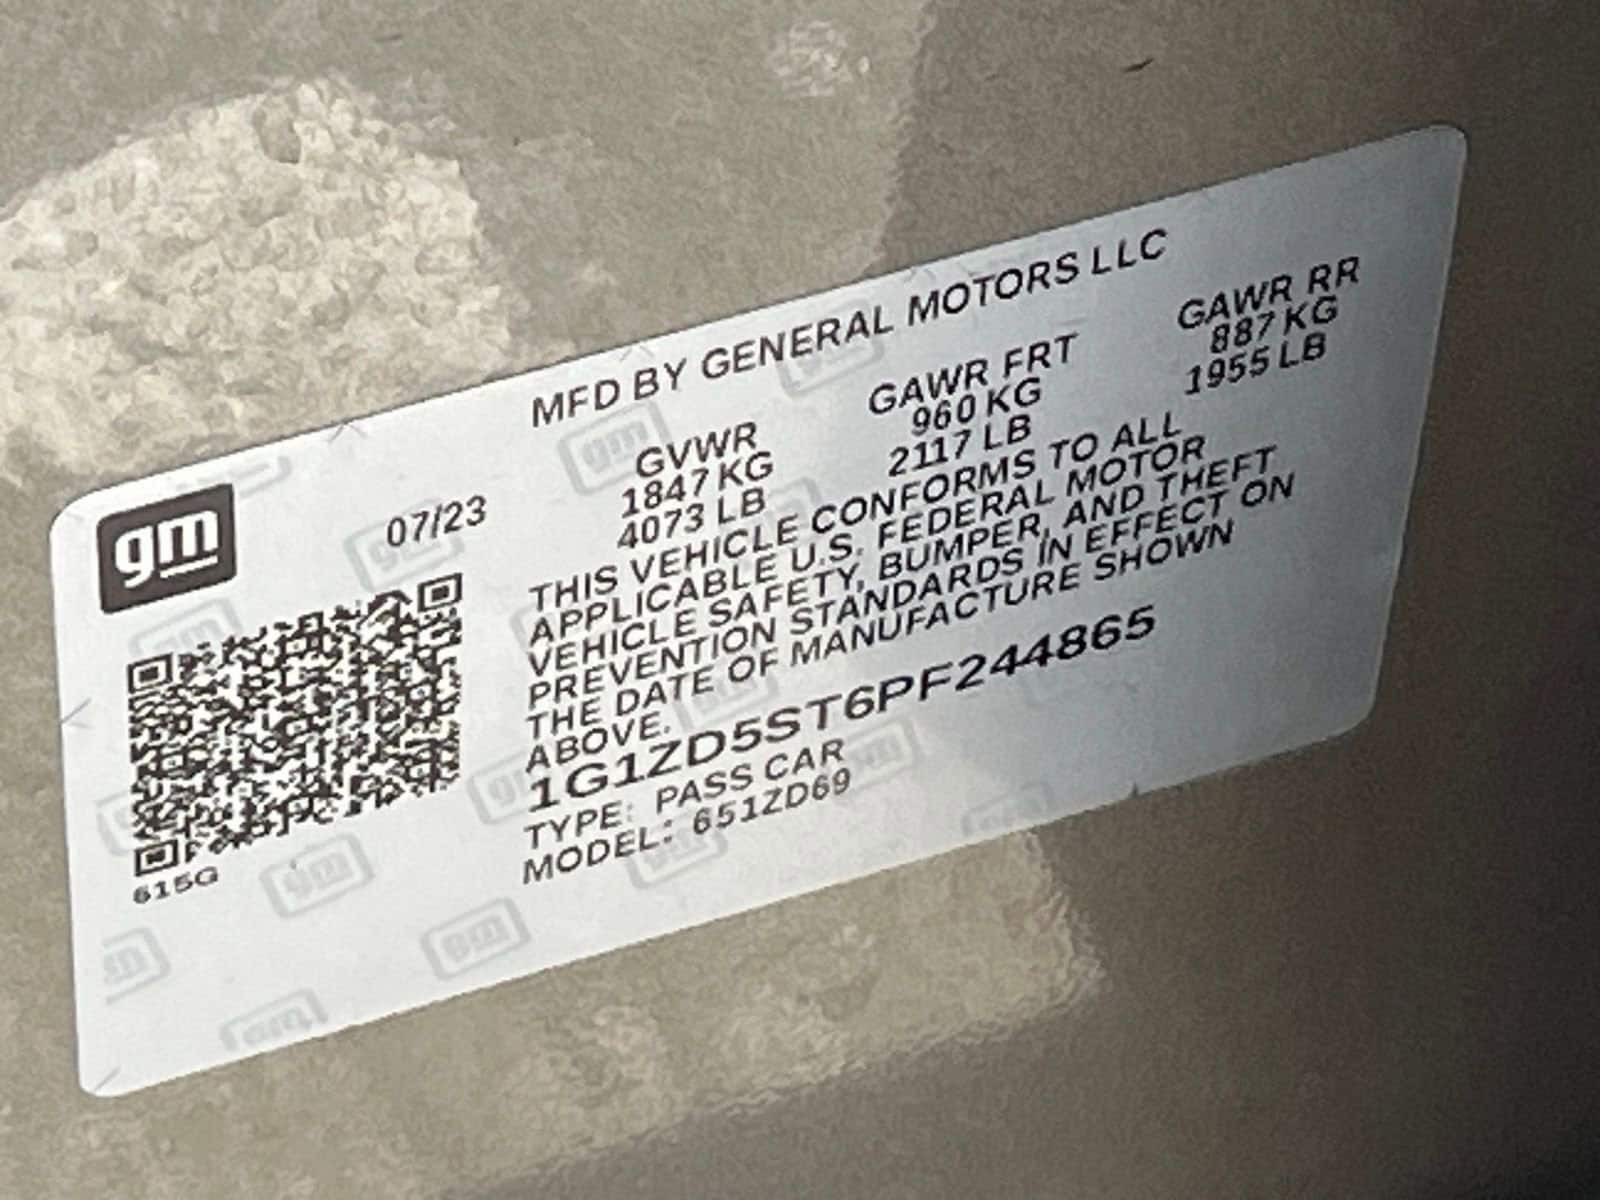 MFD BY GENERAL MOTORS LLC
gm
07/23
GVWR
1847 KG
4073 LB
GAWR FRT
960 KG
2117 LB
GAWR RR
887 KG
1955 LB
THIS VEHICLE CONFORMS TO ALL
APPLICABLE U.S. FEDERAL MOTOR
VEHICLE SAFETY, BUMPER, AND THEFT
PREVENTION STANDARDS IN EFFECT ON
THE DATE OF MANUFACTURE SHOWN
ABOVE.
1G1ZD5ST6PF244865
TYPE: PASS CAR
MODEL: 651ZD69
615G